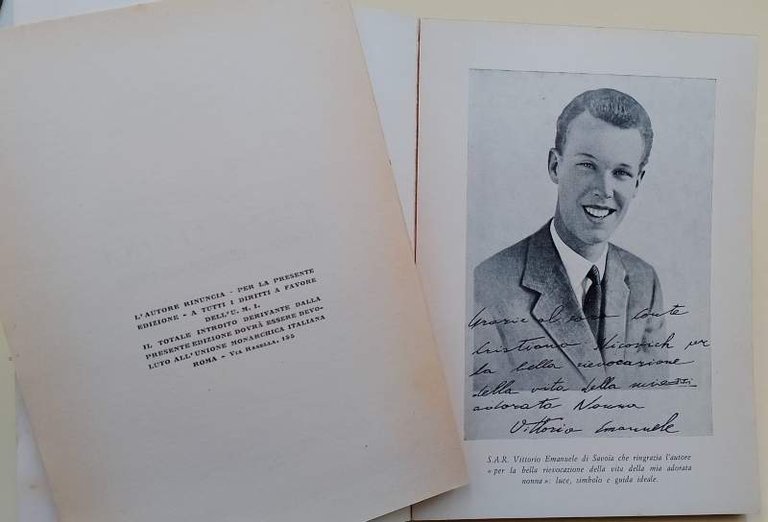 L'AUTORE RINUNCIA - PER LA PRESENTE
EDIZIONE - A TUTTI I DIRITTI A FAVORE
DELL'U. M. I.
IL TOTALE INTROITO DERIVANTE DALLA
PRESENTE EDIZIONE DOVRÀ ESSERE DEVO-
LUTO ALL'UNIONE MONARCHICA ITALIANA
ROMA - VIA RASELLA, 155
Grazie al conte
Cristiano per
la bella rievocazione
della vita della mia
adorata Nonna
Vittorio Emanuele
S.A.R. Vittorio Emanuele di Savoia che ringrazia l'autore
« per la bella rievocazione della vita della mia adorata
nonna »: luce, simbolo e guida ideale.